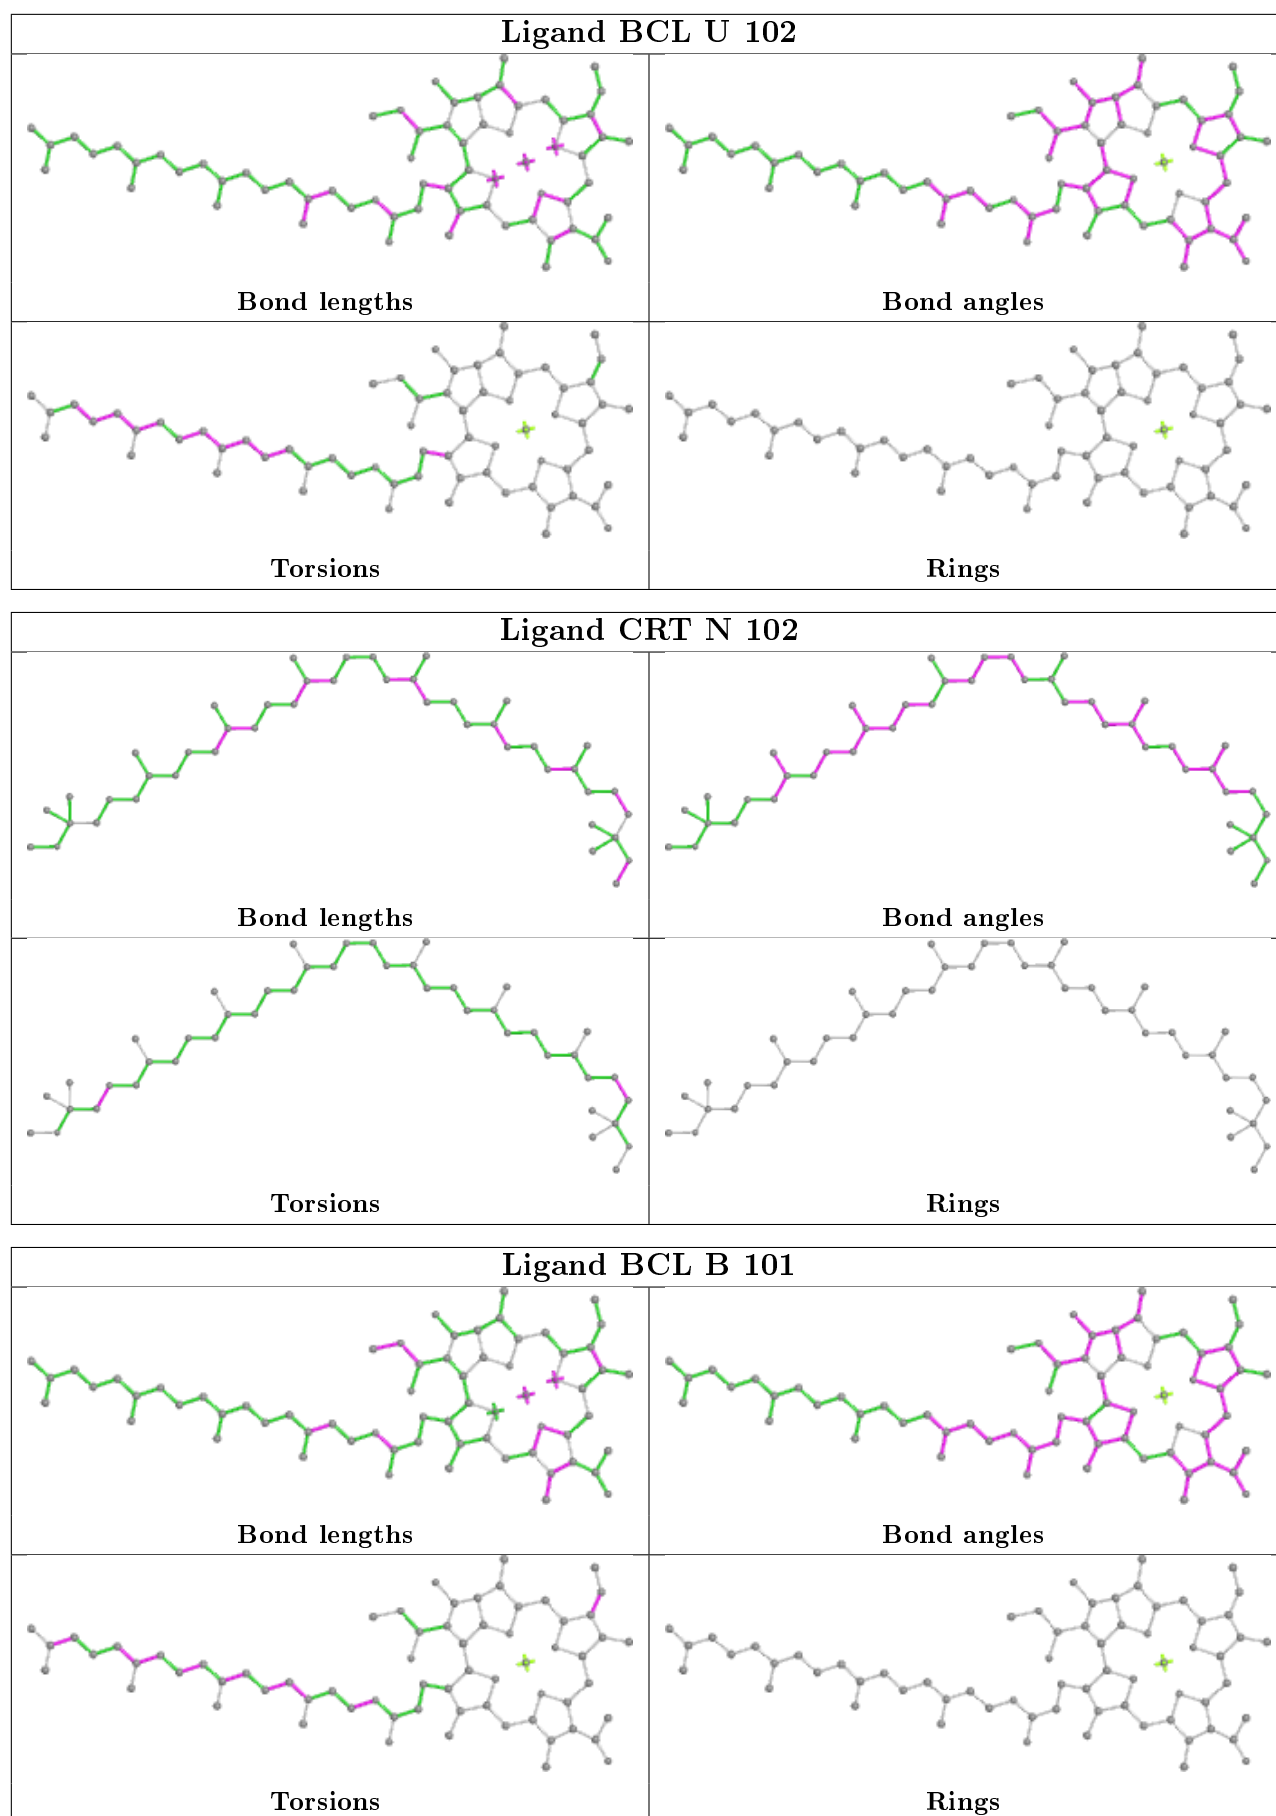 Ligand BCL U 102
Bond lengths
Bond angles
Torsions
Rings
Ligand CRT N 102
Bond lengths
Bond angles
Torsions
Rings
Ligand BCL B 101
Bond lengths
Bond angles
Torsions
Rings